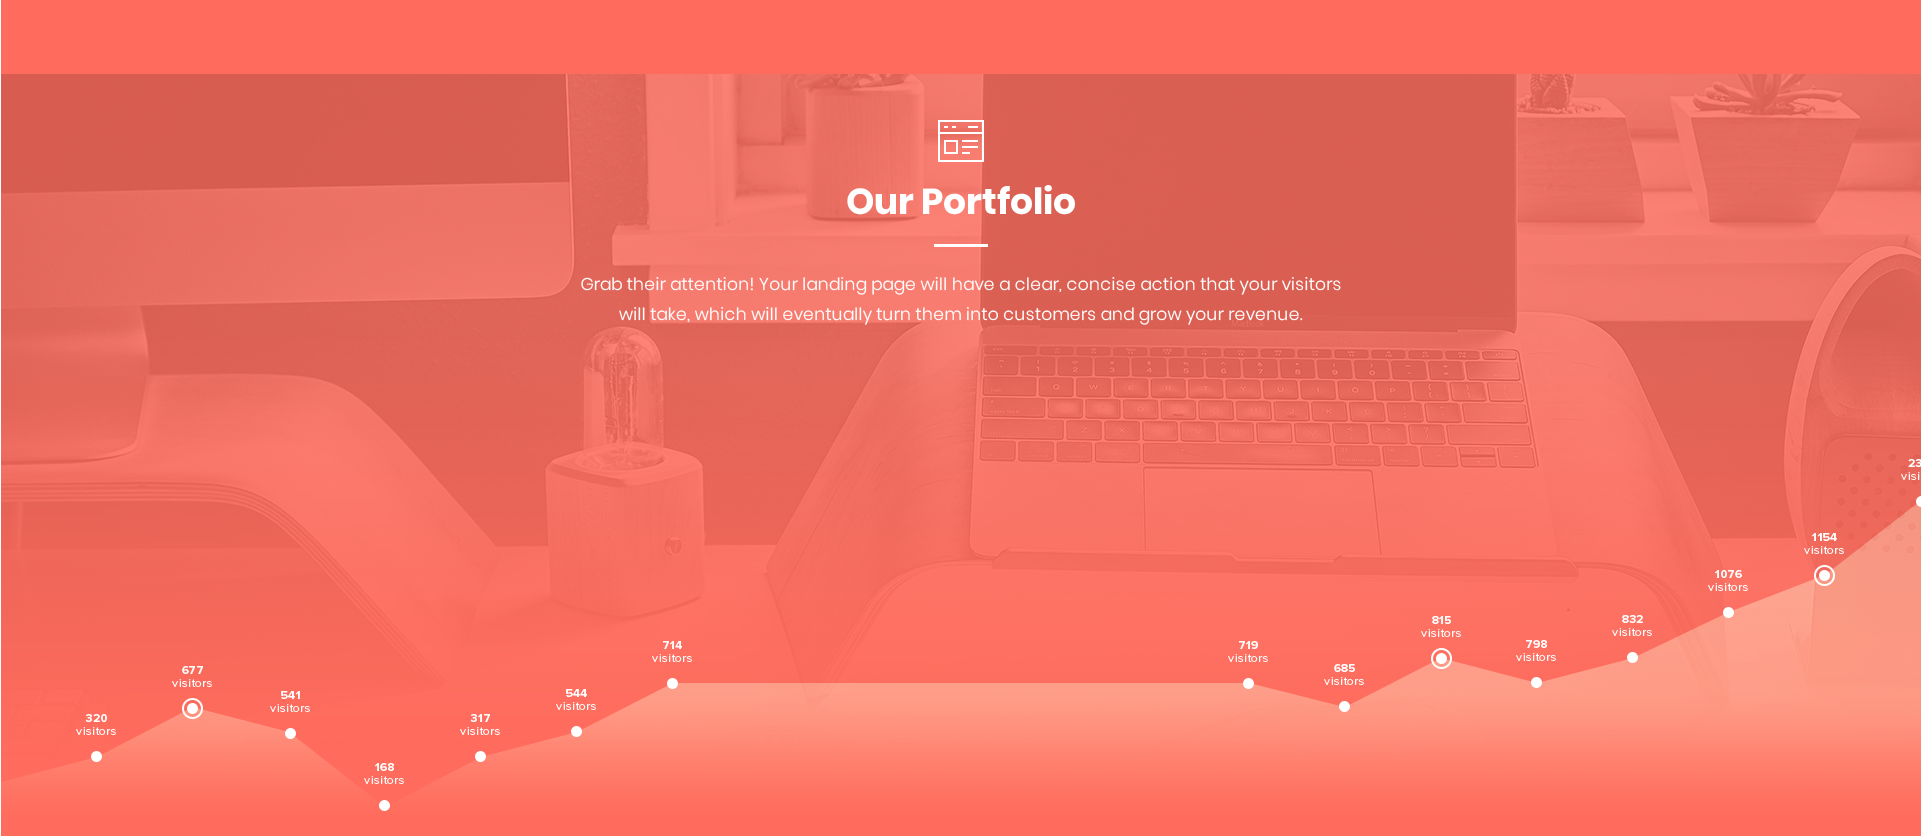 Our Portfolio
Grab their attention! Your landing page will have a clear, concise action that your visitors
will take, which will eventually turn them into customers and grow your revenue.
320
visitors
677
visitors
541
visitors
168
visitors
317
visitors
544
visitors
714
visitors
719
visitors
685
visitors
815
visitors
798
visitors
832
visitors
1076
visitors
1154
visitors